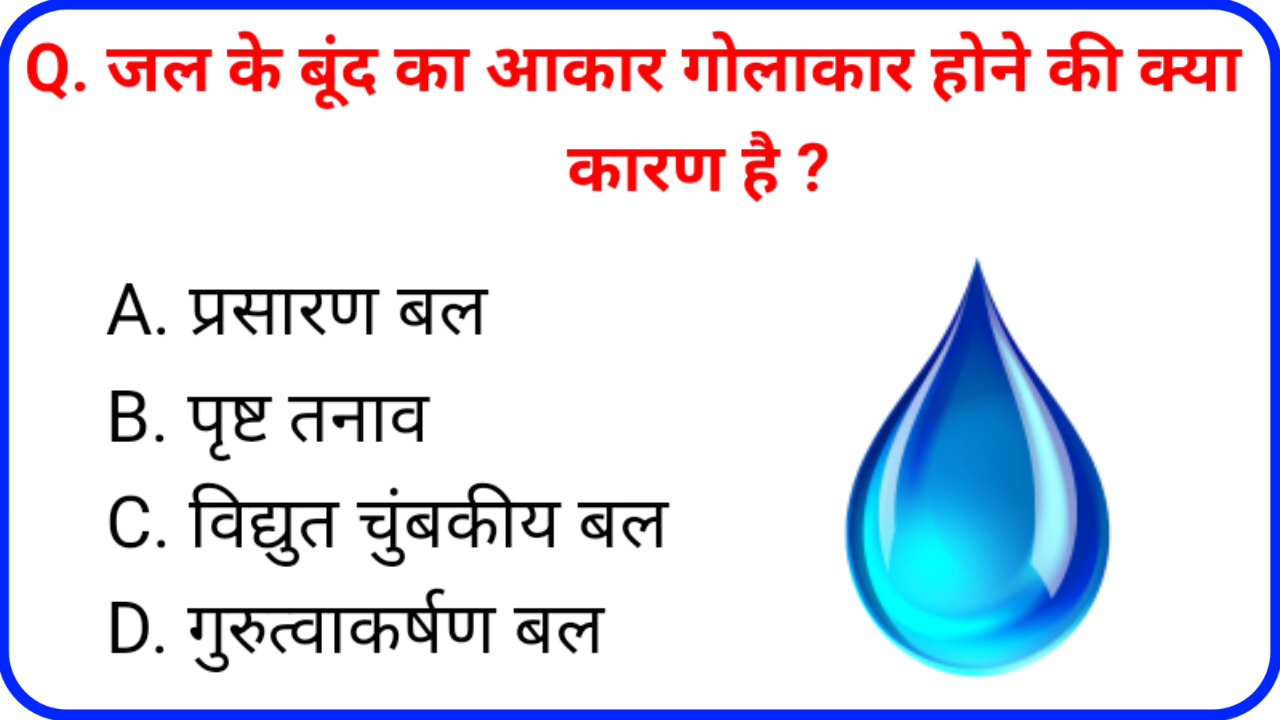 Q. जल के बूंद का आकार गोलाकार होने की क्या
कारण है ?
A. प्रसारण बल
B. पृष्ट तनाव
C. विद्युत चुंबकीय बल
D. गुरुत्वाकर्षण बल